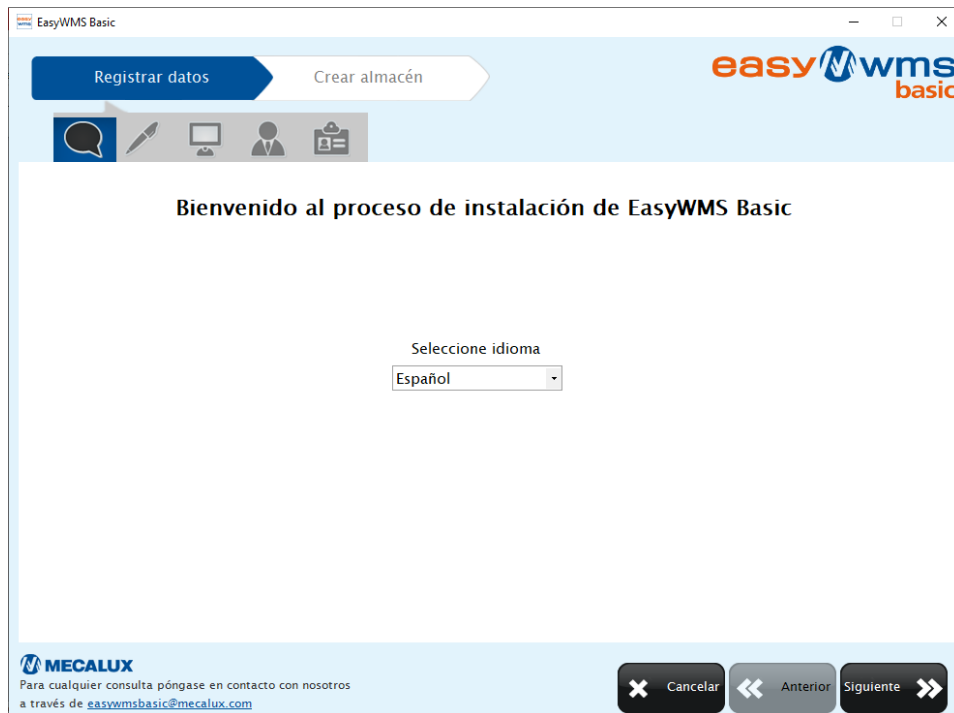 EasyWMS Basic
Registrar datos
Crear almacén
easy wms
basic
Bienvenido al proceso de instalación de EasyWMS Basic
Seleccione idioma
Español
MECALUX
Para cualquier consulta póngase en contacto con nosotros
a través de easywmsbasic@mecalux.com
Cancelar
Anterior
Siguiente